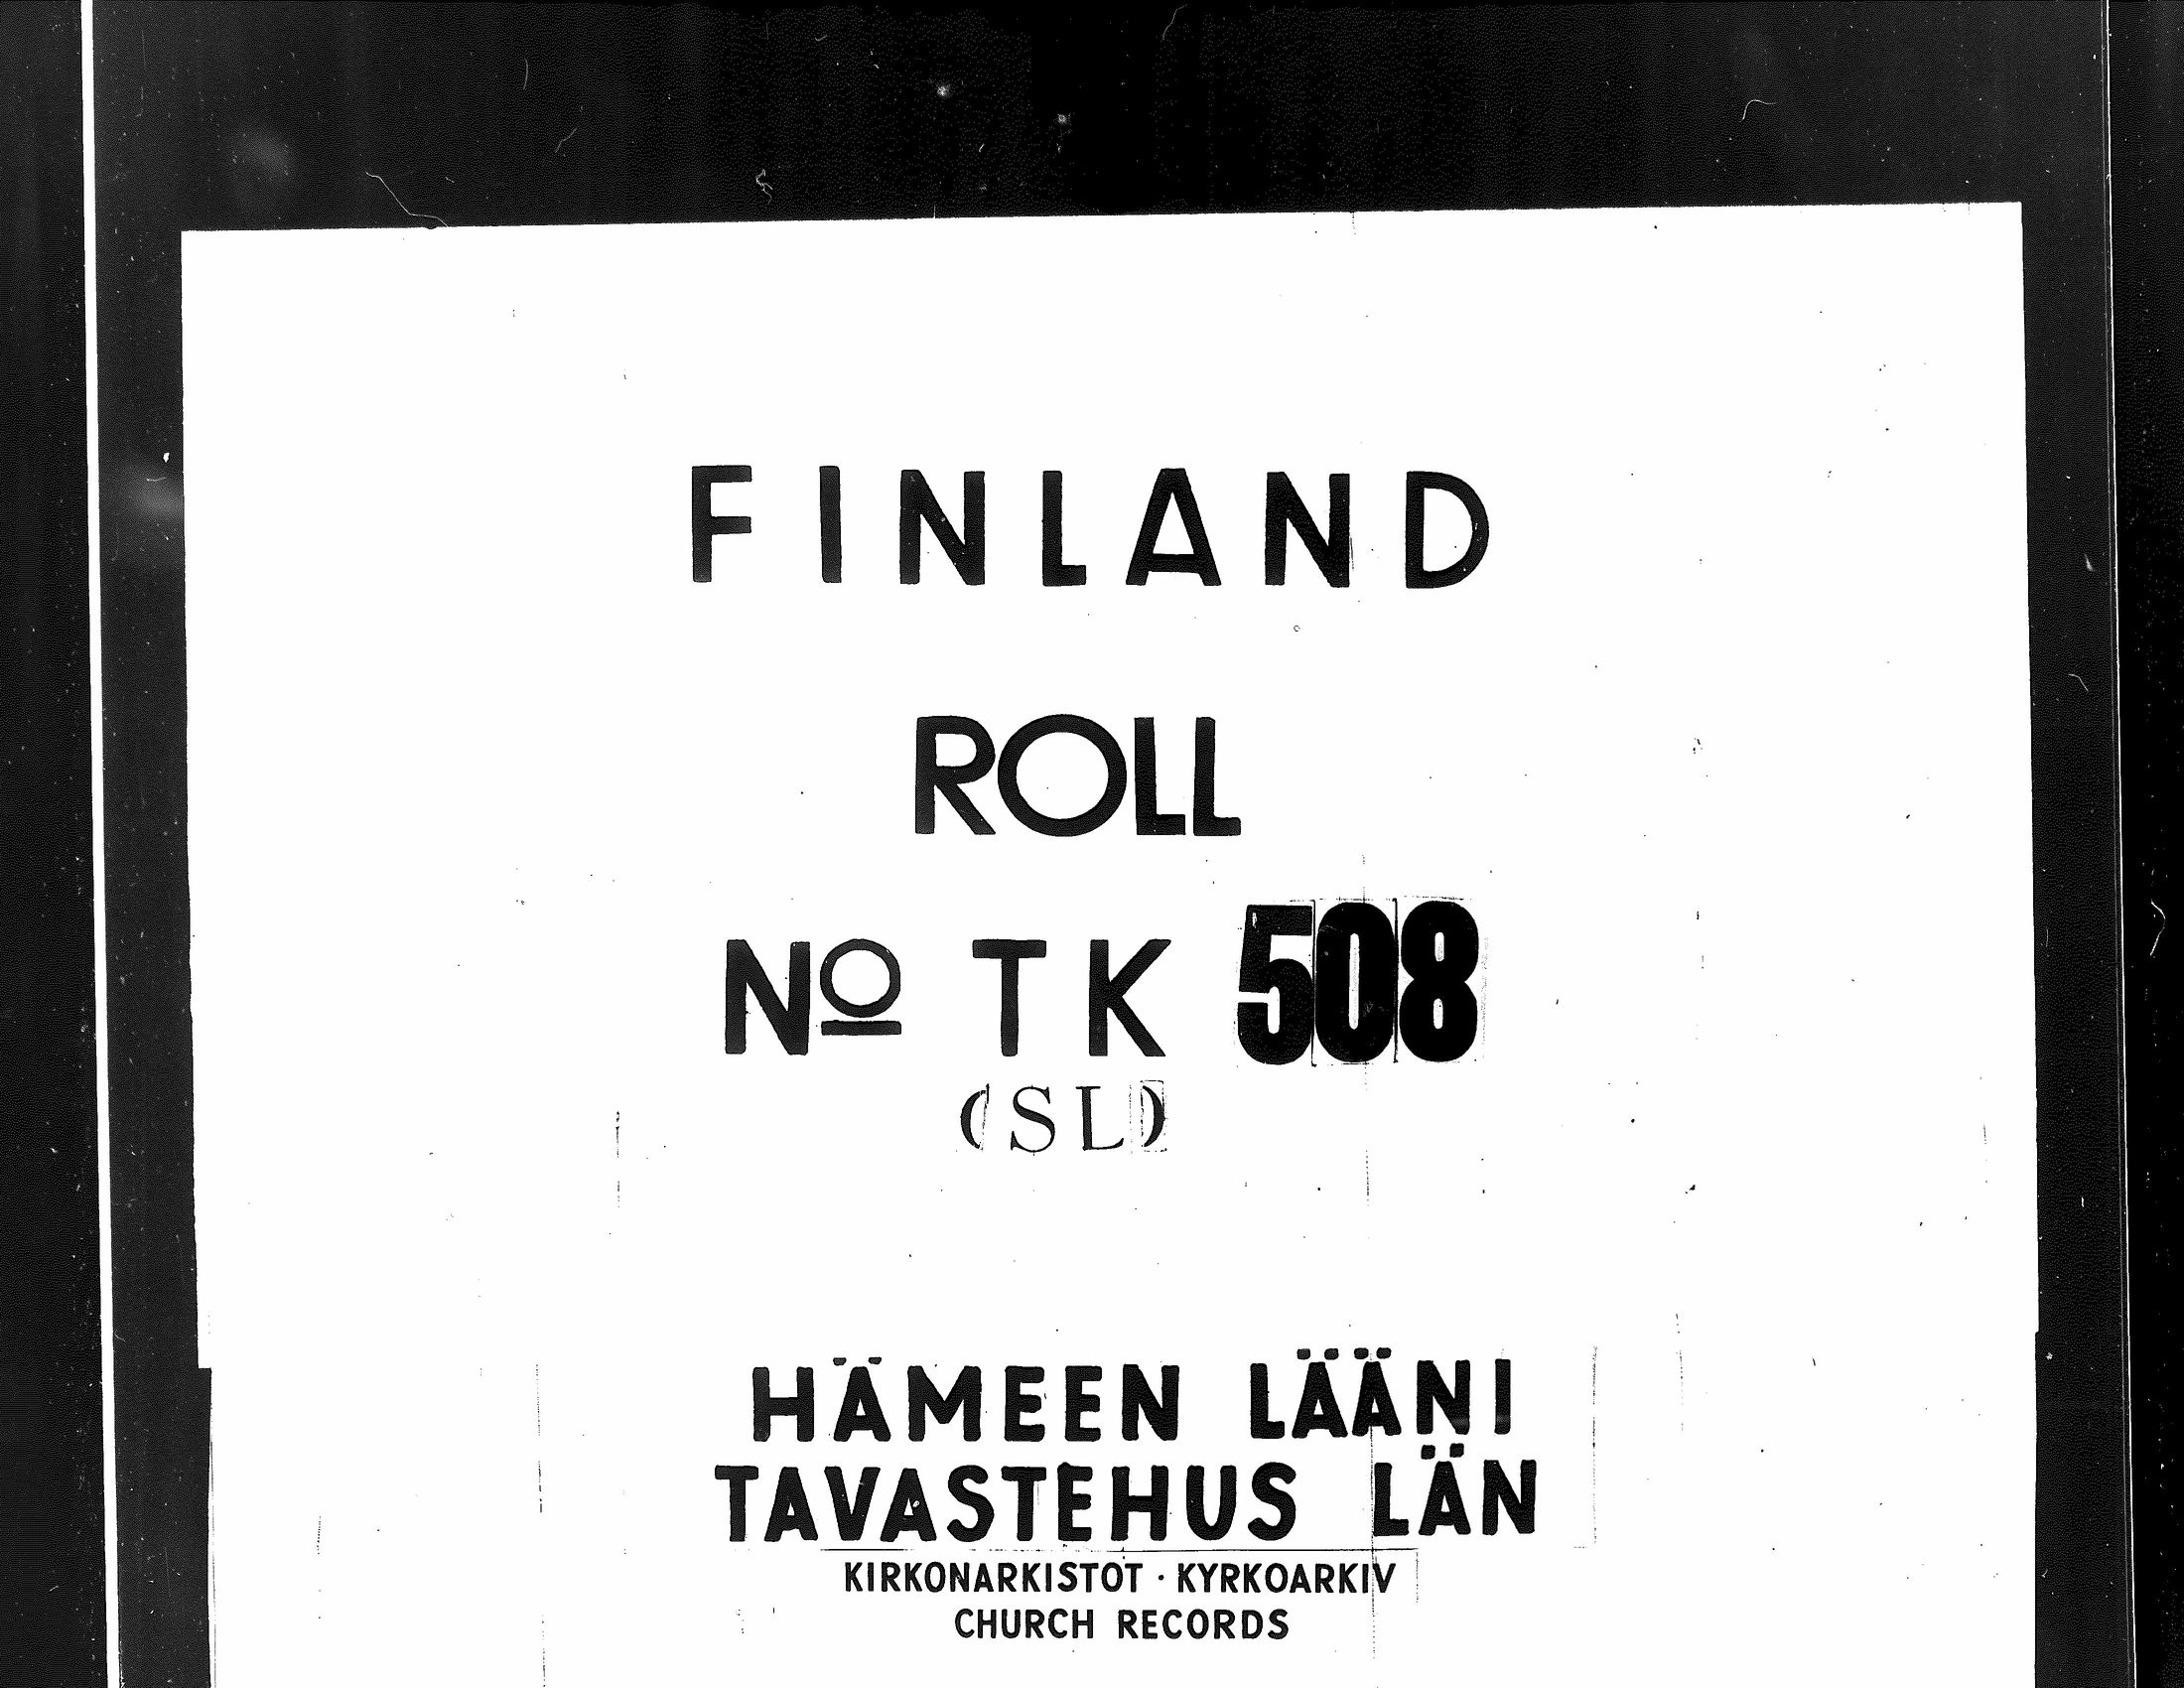 FINLAND
ROLL
Nº TK 508
(SL)
HÄMEEN LÄÄNI
TAVASTEHUS LÄN
KIRKONARKISTOT · KYRKOARKIV
CHURCH RECORDS